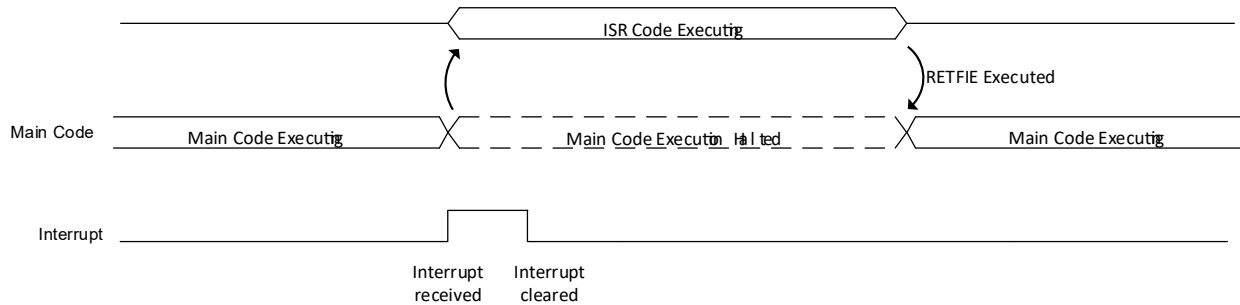 ISR Code Executing
RETFIE Executed
Main Code
Main Code Executing
Main Code Execution Halted
Main Code Executing
Interrupt
Interrupt
received
Interrupt
cleared